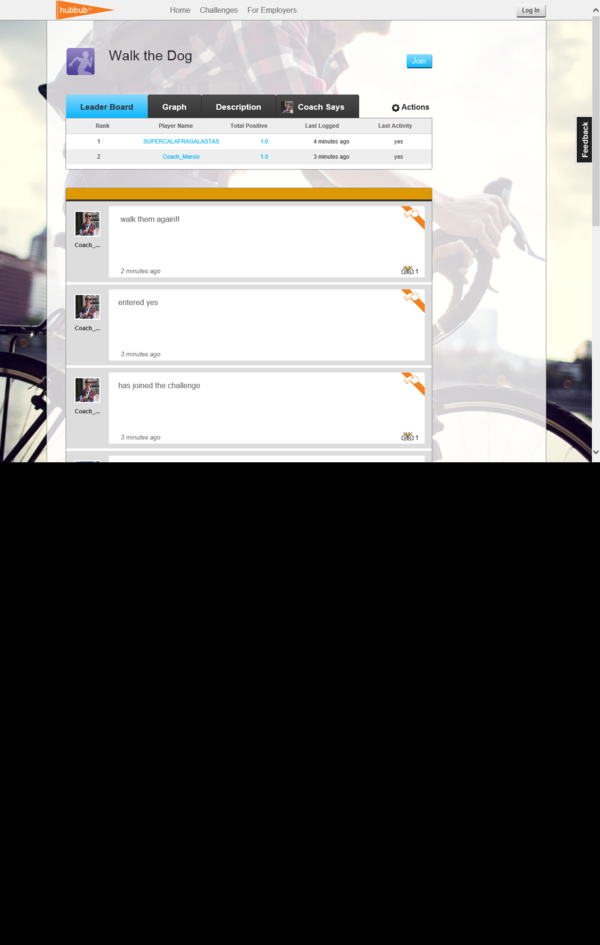 hubbub
Home Challenges For Employers
Log In
Walk the Dog
Join
Leader Board Graph Description Coach Says Actions
Rank Player Name Total Positive Last Logged Last Activity
1 SUPERCALAFRAGALASTAS 1.0 4 minutes ago yes
2 Coach_Marcie 1.0 3 minutes ago yes
Feedback
walk them again!!
Coach_...
2 minutes ago
1
entered yes
Coach_...
3 minutes ago
has joined the challenge
Coach_...
3 minutes ago
1